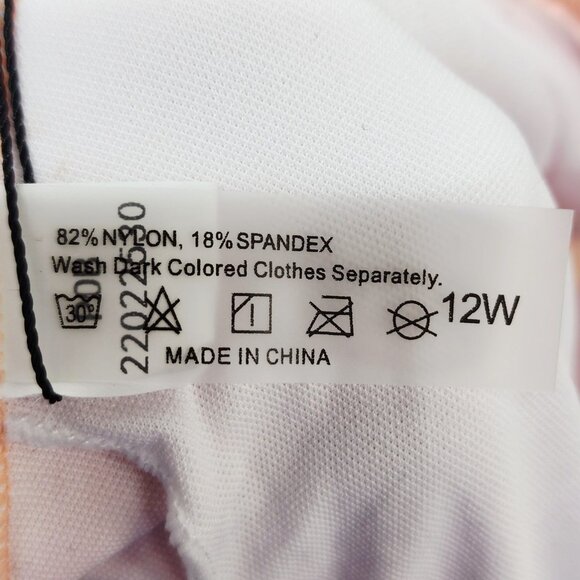 82% NYLON, 18% SPANDEX
Wash Dark Colored Clothes Separately.
30°
12W
MADE IN CHINA